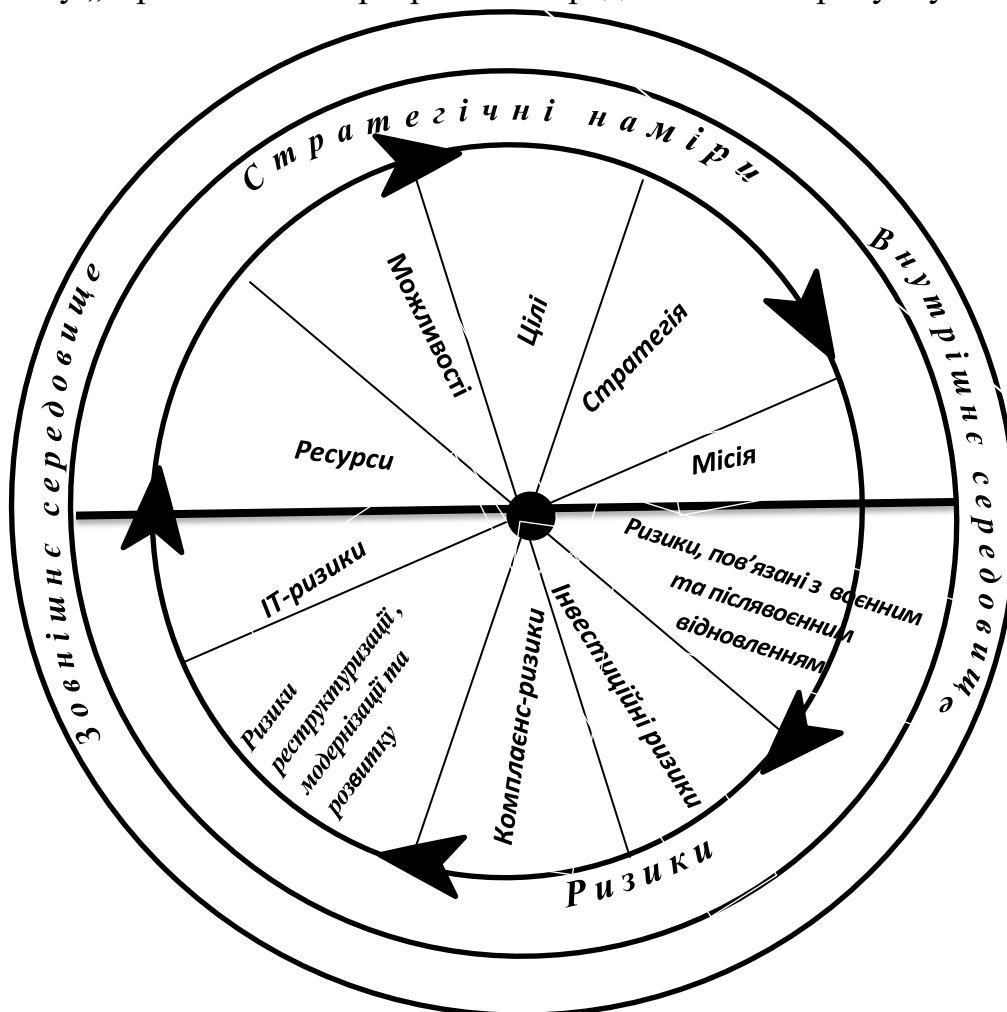 Стратегічні наміри
Зовнішнє середовище
Внутрішнє середовище
Можливості
Цілі
Стратегія
Ресурси
Місія
ІТ-ризики
Ризики, пов’язані з воєнним
та післявоєнним
відновленням
Ризики
реструктуризації,
модернізації та
розвитку
Комплаєнс-ризики
Інвестиційні ризики
Ризики